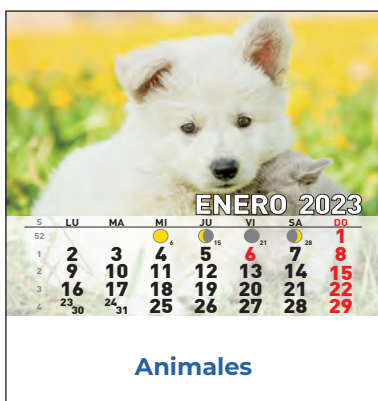 ENERO 2023
S LU MA MI JU VI SA DO
52 6 15 21 28 1
1 2 3 4 5 6 7 8
2 9 10 11 12 13 14 15
3 16 17 18 19 20 21 22
4 23 30 24 31 25 26 27 28 29
Animales